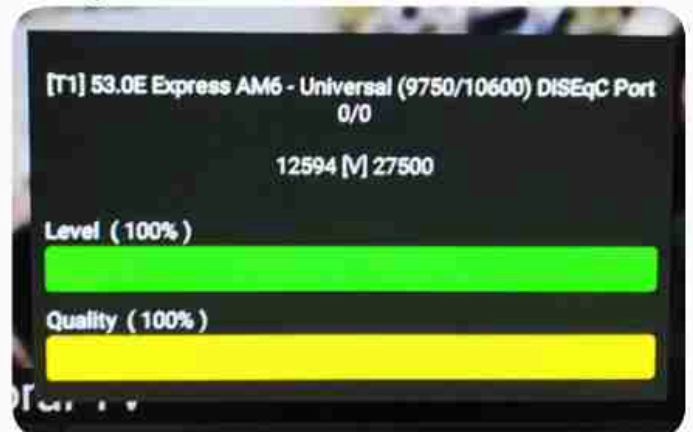 [T1] 53.0E Express AM6 - Universal (9750/10600) DISEqC Port
0/0
12594 [V] 27500
Level ( 100% )
Quality ( 100% )